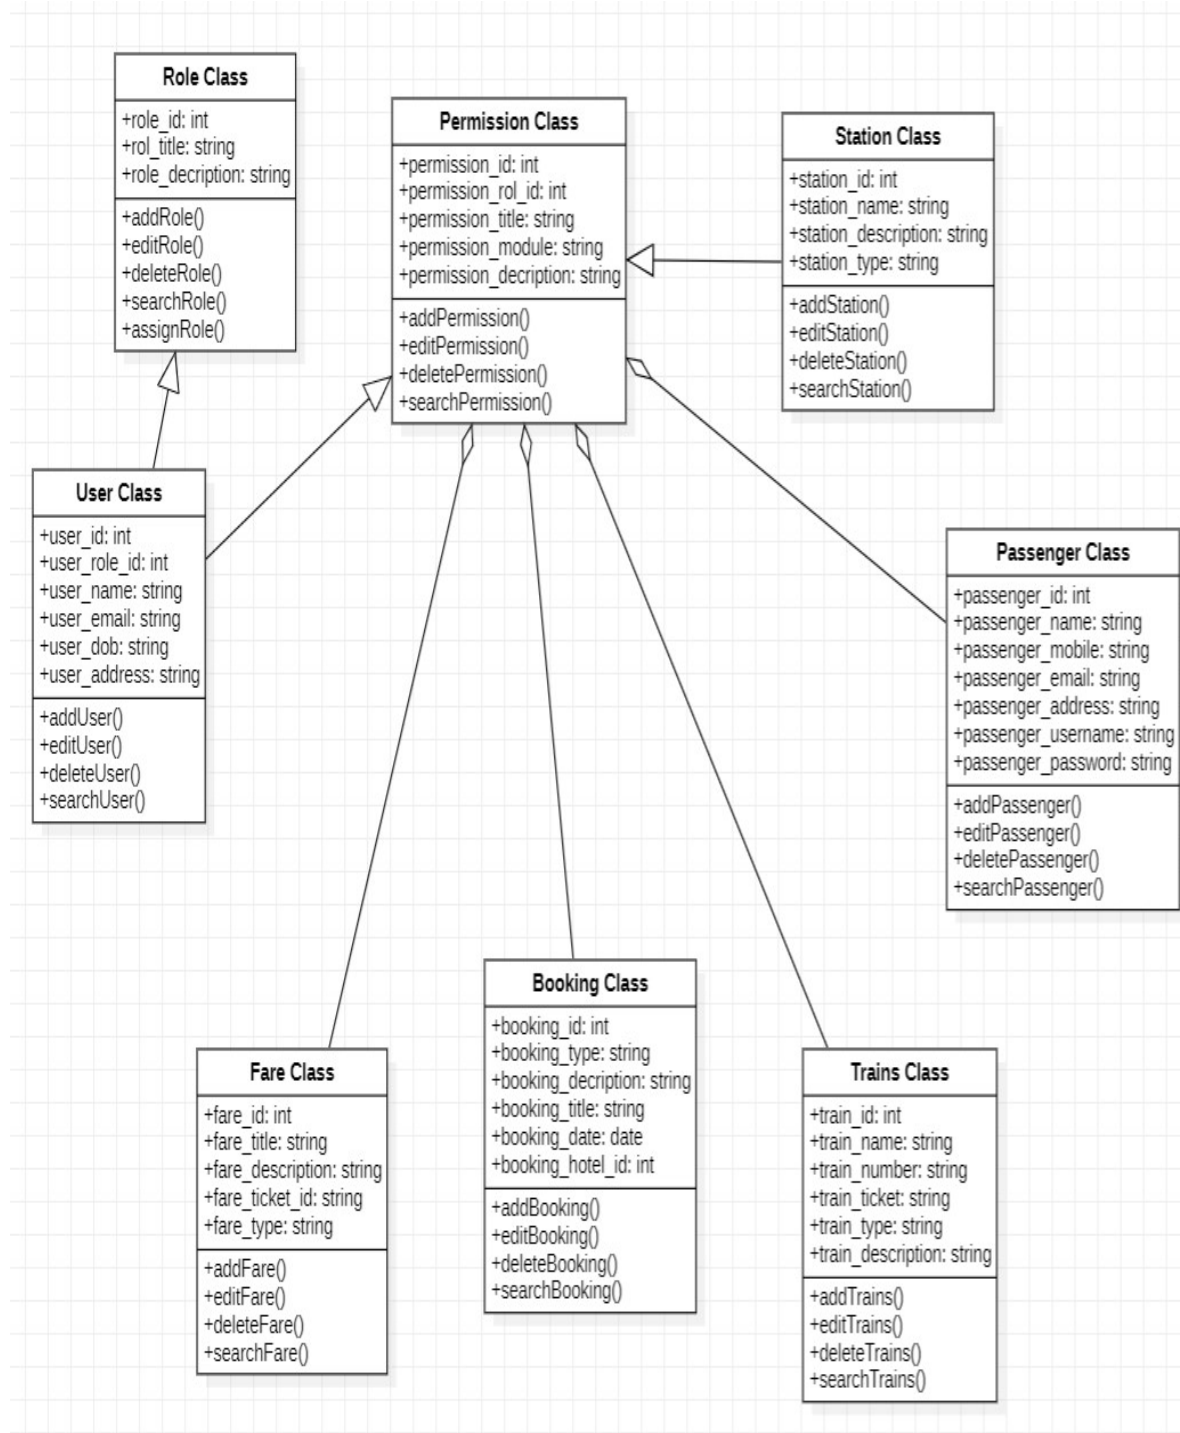 Role Class
+role_id: int
+rol_title: string
+role_decription: string
+addRole()
+editRole()
+deleteRole()
+searchRole()
+assignRole()
Permission Class
+permission_id: int
+permission_rol_id: int
+permission_title: string
+permission_module: string
+permission_decription: string
+addPermission()
+editPermission()
+deletePermission()
+searchPermission()
Station Class
+station_id: int
+station_name: string
+station_description: string
+station_type: string
+addStation()
+editStation()
+deleteStation()
+searchStation()
User Class
+user_id: int
+user_role_id: int
+user_name: string
+user_email: string
+user_dob: string
+user_address: string
+addUser()
+editUser()
+deleteUser()
+searchUser()
Passenger Class
+passenger_id: int
+passenger_name: string
+passenger_mobile: string
+passenger_email: string
+passenger_address: string
+passenger_username: string
+passenger_password: string
+addPassenger()
+editPassenger()
+deletePassenger()
+searchPassenger()
Fare Class
+fare_id: int
+fare_title: string
+fare_description: string
+fare_ticket_id: string
+fare_type: string
+addFare()
+editFare()
+deleteFare()
+searchFare()
Booking Class
+booking_id: int
+booking_type: string
+booking_decription: string
+booking_title: string
+booking_date: date
+booking_hotel_id: int
+addBooking()
+editBooking()
+deleteBooking()
+searchBooking()
Trains Class
+train_id: int
+train_name: string
+train_number: string
+train_ticket: string
+train_type: string
+train_description: string
+addTrains()
+editTrains()
+deleteTrains()
+searchTrains()